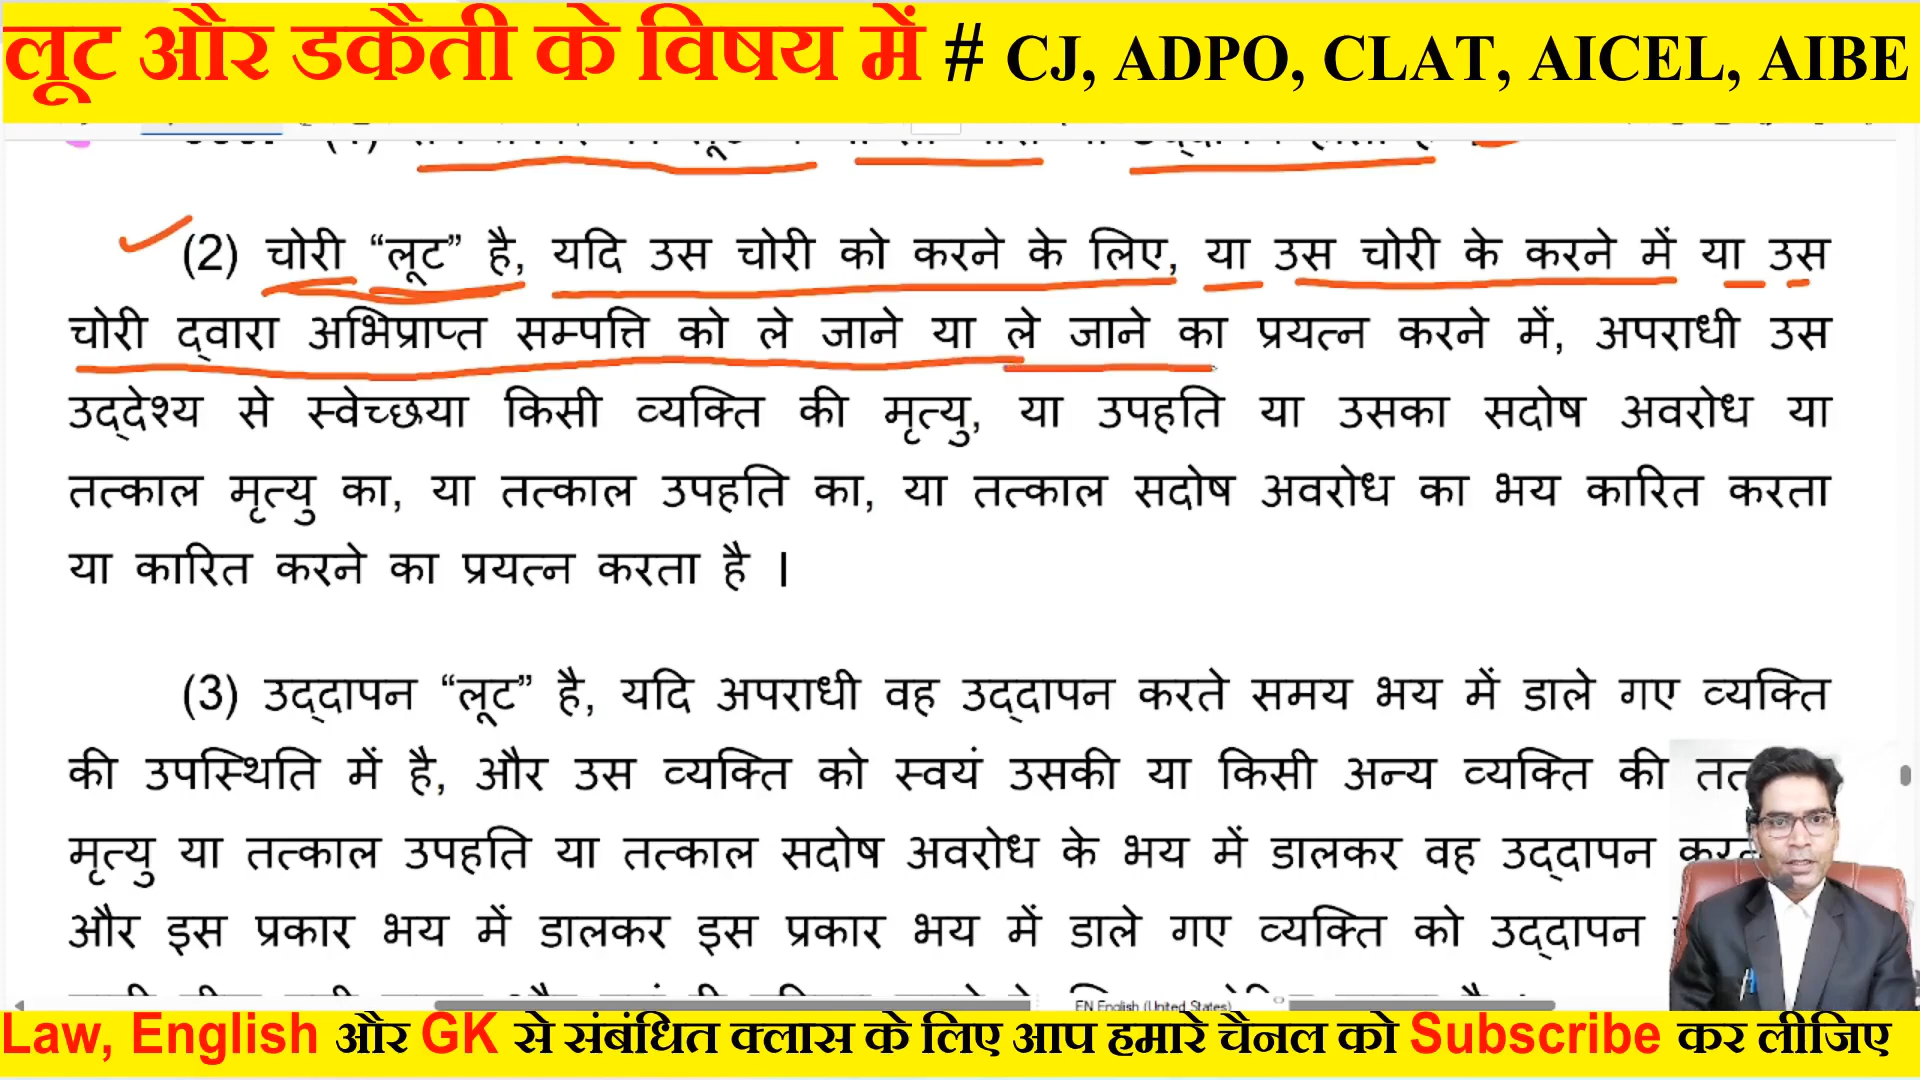 लूट और डकैती के विषय में # CJ, ADPO, CLAT, AICEL, AIBE
(2) चोरी “लूट” है, यदि उस चोरी को करने के लिए, या उस चोरी के करने में या उस
चोरी द्वारा अभिप्राप्त सम्पत्ति को ले जाने या ले जाने का प्रयत्न करने में, अपराधी उस
उद्देश्य से स्वेच्छया किसी व्यक्ति की मृत्यु, या उपहति या उसका सदोष अवरोध या
तत्काल मृत्यु का, या तत्काल उपहति का, या तत्काल सदोष अवरोध का भय कारित करता
या कारित करने का प्रयत्न करता है ।
(3) उद्दापन “लूट” है, यदि अपराधी वह उद्दापन करते समय भय में डाले गए व्यक्ति
की उपस्थिति में है, और उस व्यक्ति को स्वयं उसकी या किसी अन्य व्यक्ति की
मृत्यु या तत्काल उपहति या तत्काल सदोष अवरोध के भय में डालकर वह उद्दापन
और इस प्रकार भय में डालकर इस प्रकार भय में डाले गए व्यक्ति को उद्दापन
EN English (United States)
Law, English और GK से संबंधित क्लास के लिए आप हमारे चैनल को Subscribe कर लीजिए